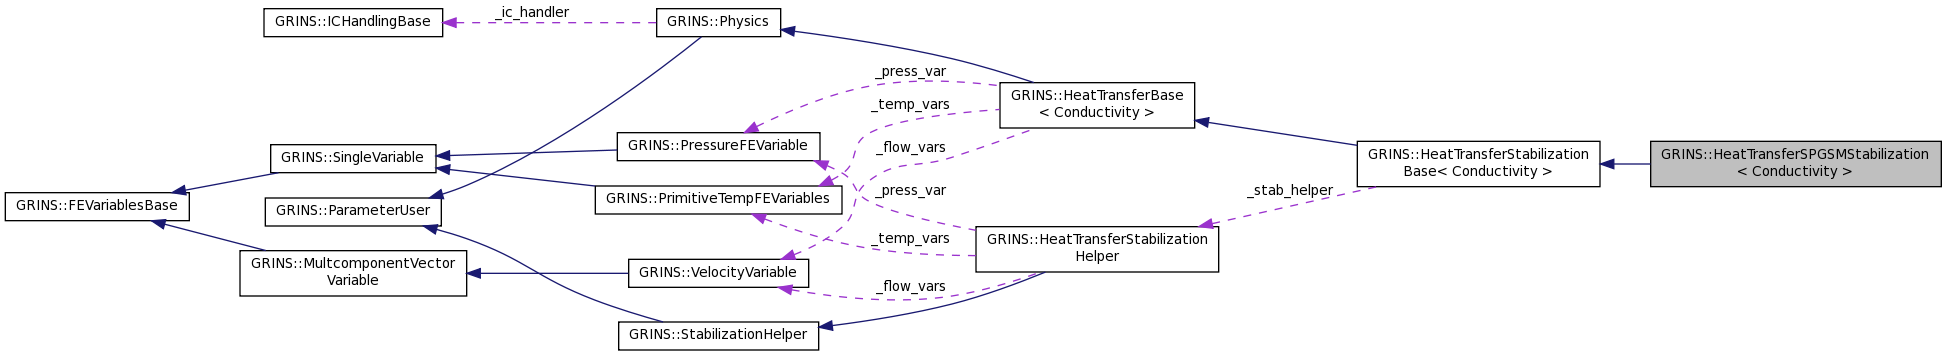 GRINS::ICHandlingBase
_ic_handler
GRINS::Physics
_press_var
GRINS::HeatTransferBase
< Conductivity >
_temp_vars
GRINS::PressureFEVariable
_flow_vars
GRINS::SingleVariable
GRINS::HeatTransferStabilization
Base< Conductivity >
GRINS::HeatTransferSPGSMStabilization
< Conductivity >
GRINS::FEVariablesBase
GRINS::ParameterUser
GRINS::PrimitiveTempFEVariables
_press_var
_stab_helper
_temp_vars
GRINS::HeatTransferStabilization
Helper
GRINS::MultcomponentVector
Variable
GRINS::VelocityVariable
_flow_vars
GRINS::StabilizationHelper